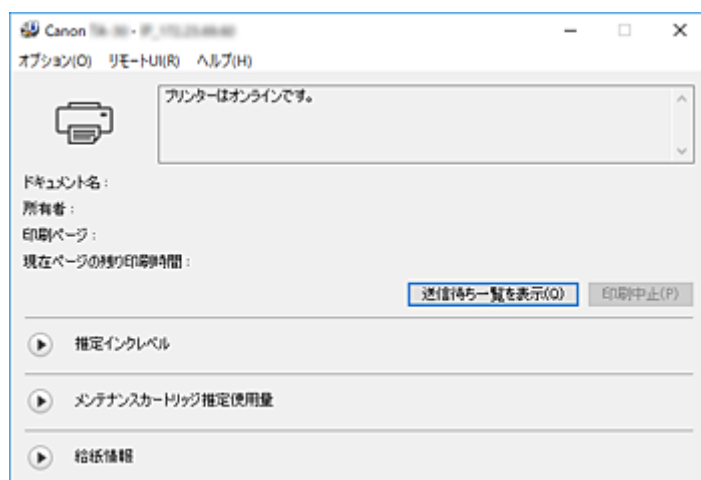 Canon
オプション(O) リモートUI(R) ヘルプ(H)
プリンターはオンラインです。
ドキュメント名 :
所有者 :
印刷ページ :
現在ページの残り印刷時間 :
送信待ち一覧を表示(Q) 印刷中止(P)
推定インクレベル
メンテナンスカートリッジ推定使用量
給紙情報